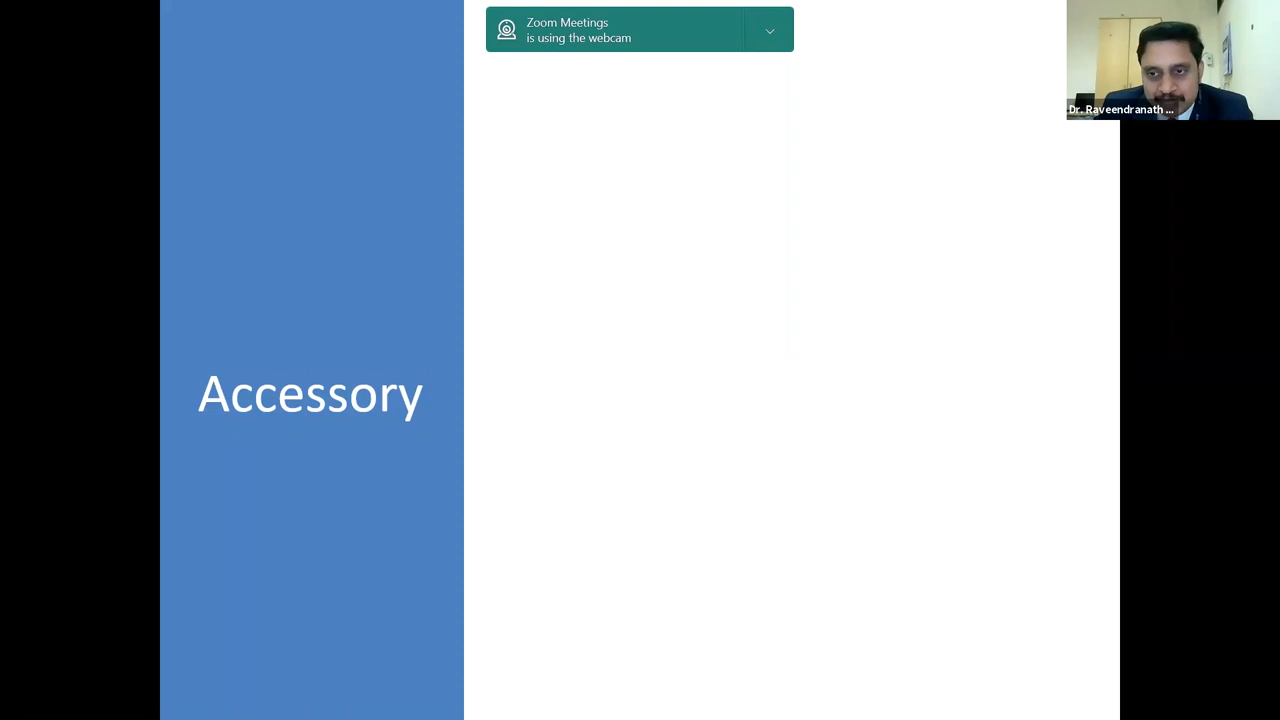 Zoom Meetings
is using the webcam
Dr. Raveendranath ...
Accessory